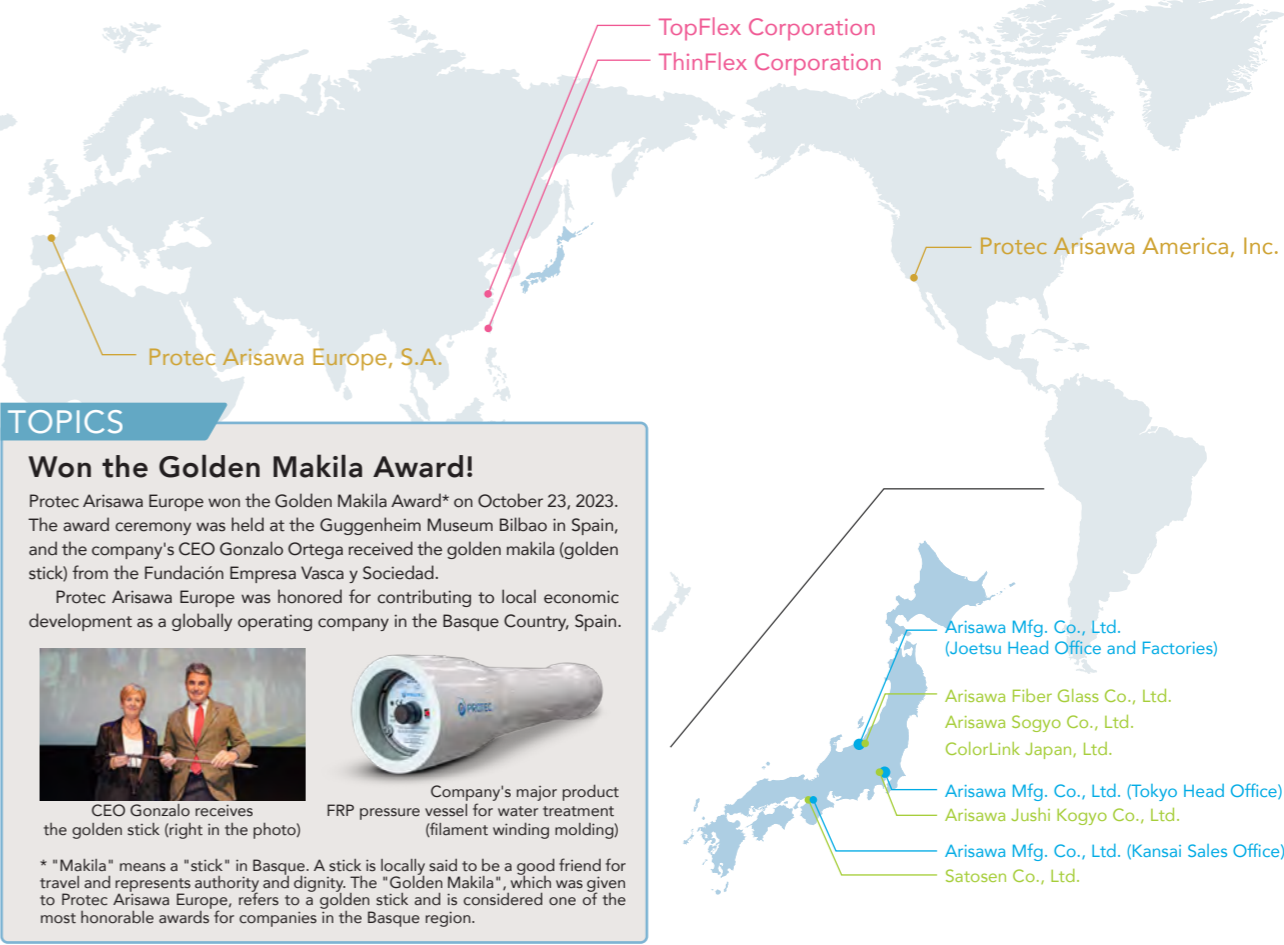 TopFlex Corporation
ThinFlex Corporation
Protec Arisawa America, Inc.
Protec Arisawa Europe, S.A.
TOPICS
Won the Golden Makila Award!
Protec Arisawa Europe won the Golden Makila Award* on October 23, 2023.
The award ceremony was held at the Guggenheim Museum Bilbao in Spain,
and the company's CEO Gonzalo Ortega received the golden makila (golden
stick) from the Fundación Empresa Vasca y Sociedad.
Protec Arisawa Europe was honored for contributing to local economic
development as a globally operating company in the Basque Country, Spain.
PROTEC
CEO Gonzalo receives
the golden stick (right in the photo)
Company's major product
FRP pressure vessel for water treatment
(filament winding molding)
* "Makila" means a "stick" in Basque. A stick is locally said to be a good friend for
travel and represents authority and dignity. The "Golden Makila", which was given
to Protec Arisawa Europe, refers to a golden stick and is considered one of the
most honorable awards for companies in the Basque region.
Arisawa Mfg. Co., Ltd.
(Joetsu Head Office and Factories)
Arisawa Fiber Glass Co., Ltd.
Arisawa Sogyo Co., Ltd.
ColorLink Japan, Ltd.
Arisawa Mfg. Co., Ltd. (Tokyo Head Office)
Arisawa Jushi Kogyo Co., Ltd.
Arisawa Mfg. Co., Ltd. (Kansai Sales Office)
Satosen Co., Ltd.